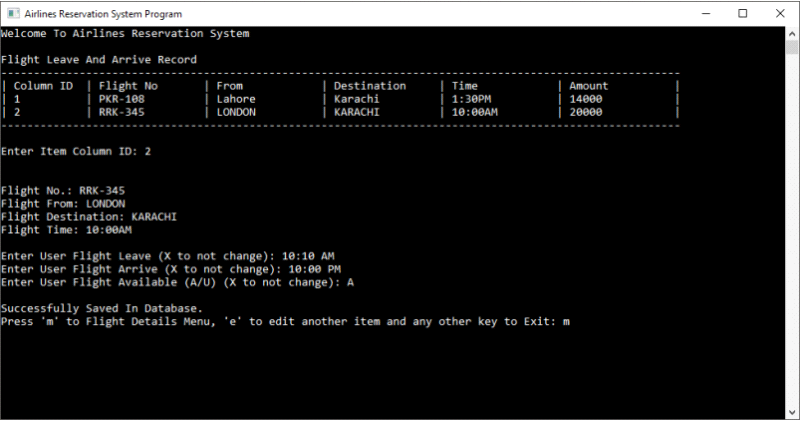 Airlines Reservation System Program
Welcome To Airlines Reservation System
Flight Leave And Arrive Record
--------------------------------------------------------------------------------------------------------
| Column ID | Flight No | From | Destination | Time | Amount |
| 1 | PKR-108 | Lahore | Karachi | 1:30PM | 14000 |
| 2 | RRK-345 | LONDON | KARACHI | 10:00AM | 20000 |
--------------------------------------------------------------------------------------------------------
Enter Item Column ID: 2
Flight No.: RRK-345
Flight From: LONDON
Flight Destination: KARACHI
Flight Time: 10:00AM
Enter User Flight Leave (X to not change): 10:10 AM
Enter User Flight Arrive (X to not change): 10:00 PM
Enter User Flight Available (A/U) (X to not change): A
Successfully Saved In Database.
Press 'm' to Flight Details Menu, 'e' to edit another item and any other key to Exit: m